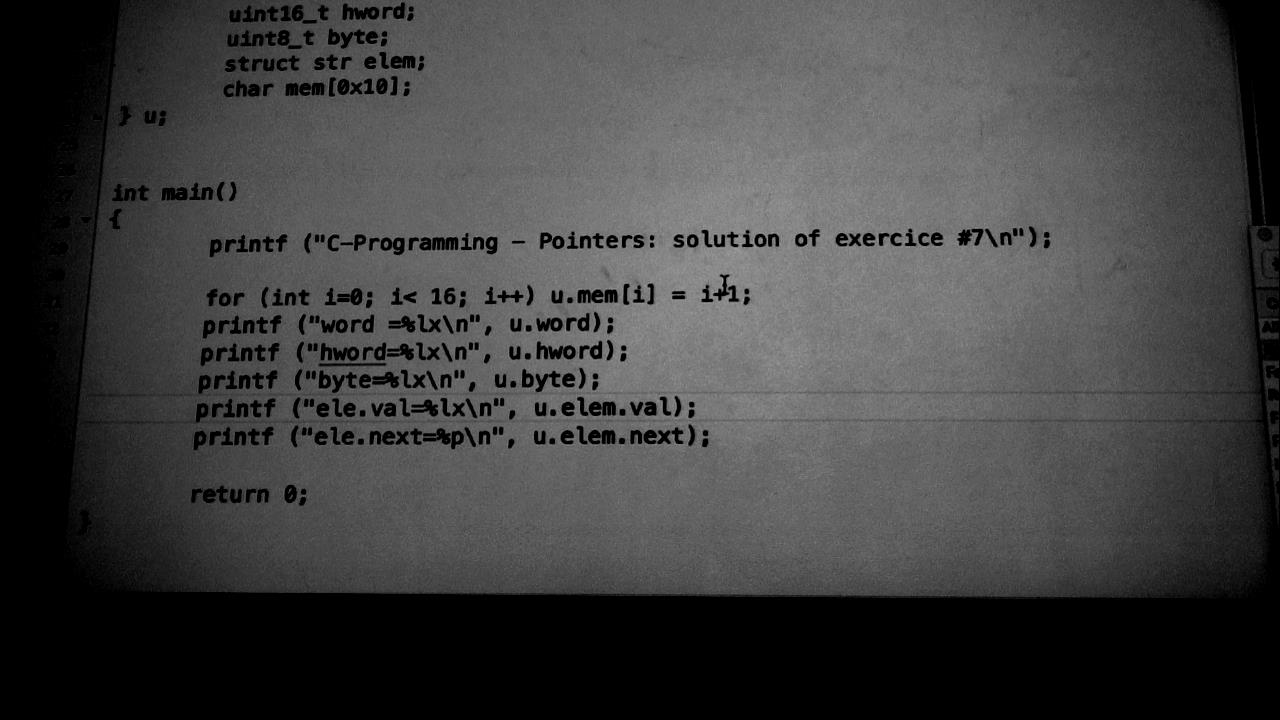 uint16_t hword;
uint8_t byte;
struct str elem;
char mem[0x10];
} u;
int main()
{
printf ("C-Programming - Pointers: solution of exercice #7\n");
for (int i=0; i< 16; i++) u.mem[i] = i+1;
printf ("word =%lx\n", u.word);
printf ("hword=%lx\n", u.hword);
printf ("byte=%lx\n", u.byte);
printf ("ele.val=%lx\n", u.elem.val);
printf ("ele.next=%p\n", u.elem.next);
return 0;
}